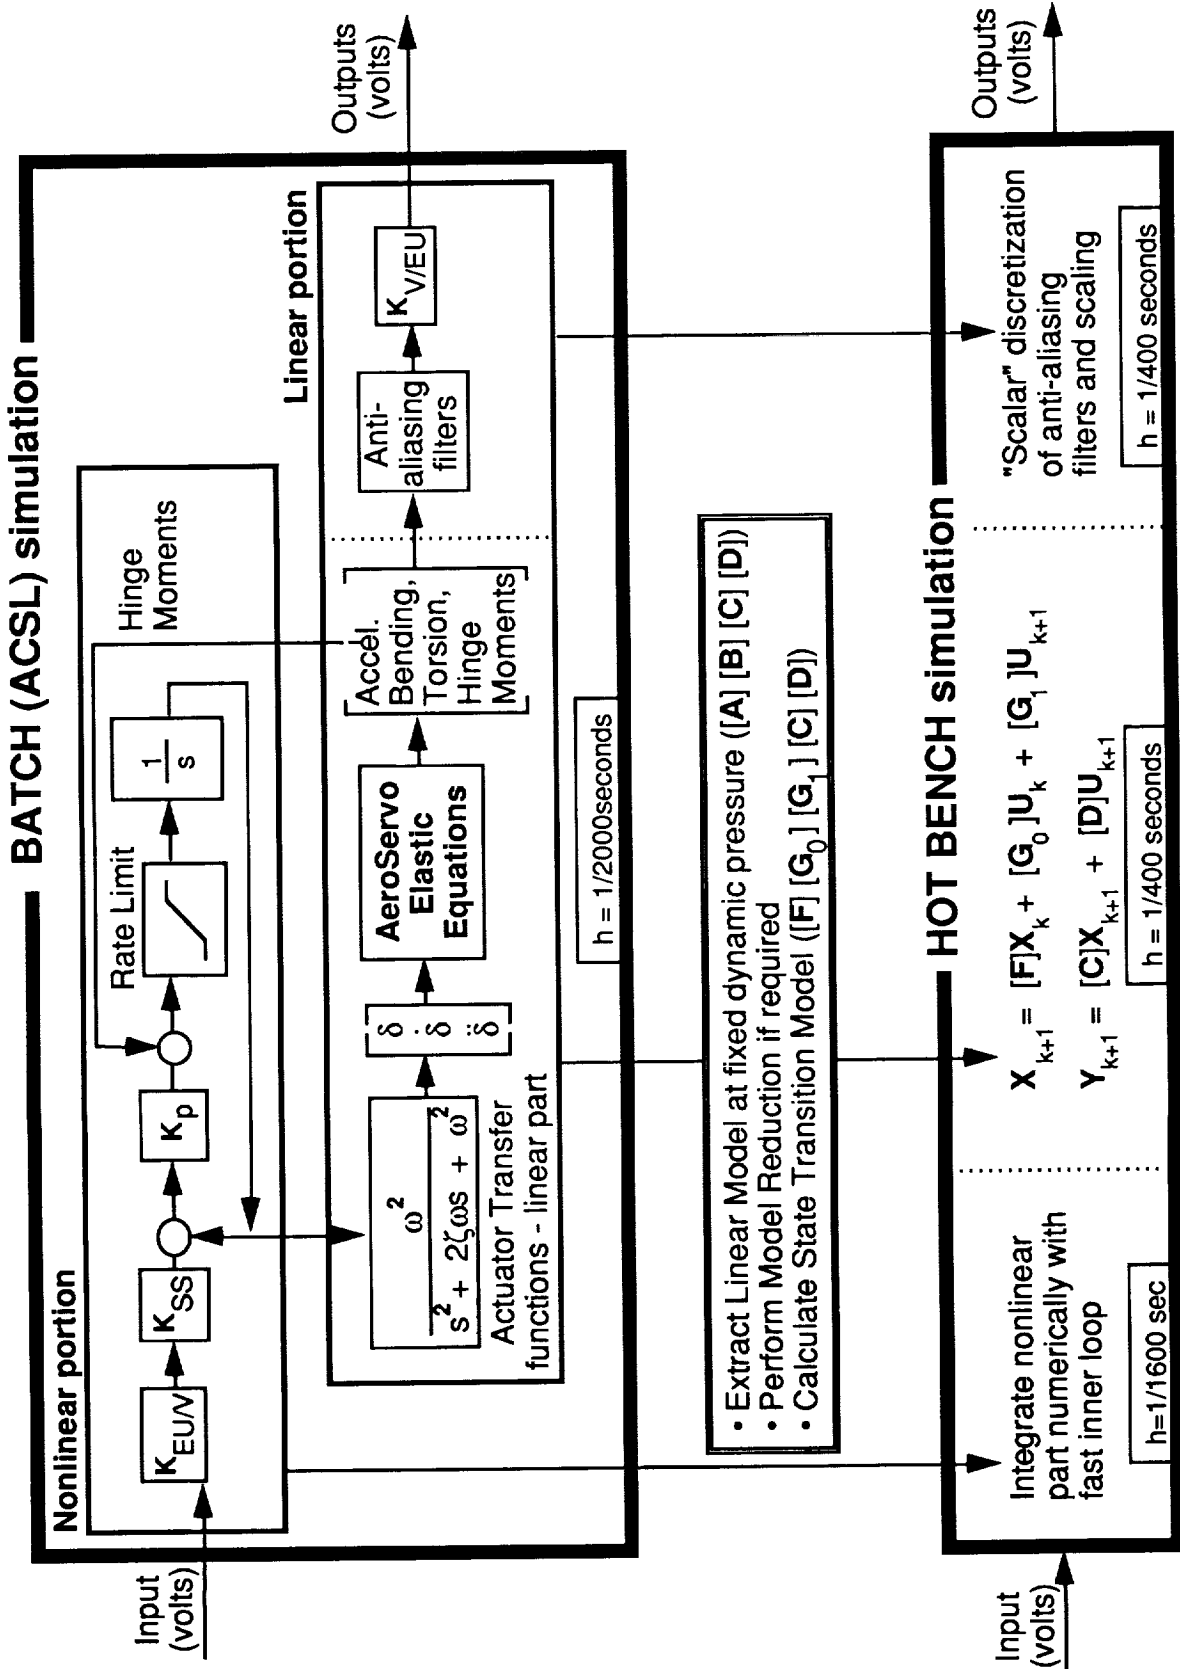 BATCH (ACSL) simulation
Nonlinear portion
Input
(volts)
K_EU/V
K_SS
K_p
Rate Limit
1
s
Hinge
Moments
Linear portion
ω²
s² + 2ζωs + ω²
Actuator Transfer
functions - linear part
δ
δ̇
δ̈
AeroServo
Elastic
Equations
Accel.
Bending,
Torsion,
Hinge
Moments
Anti-
aliasing
filters
K_V/EU
Outputs
(volts)
h = 1/2000seconds
• Extract Linear Model at fixed dynamic pressure ([A] [B] [C] [D])
• Perform Model Reduction if required
• Calculate State Transition Model ([F] [G₀] [G₁] [C] [D])
HOT BENCH simulation
Input
(volts)
Integrate nonlinear
part numerically with
fast inner loop
h=1/1600 sec
X_k+1 = [F]X_k + [G₀]U_k + [G₁]U_k+1
Y_k+1 = [C]X_k+1 + [D]U_k+1
h = 1/400 seconds
"Scalar" discretization
of anti-aliasing
filters and scaling
h = 1/400 seconds
Outputs
(volts)